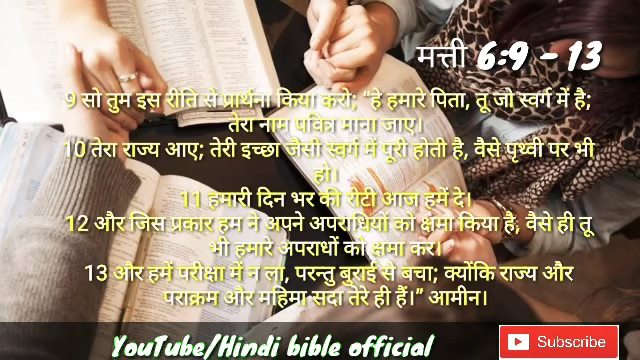 मत्ती 6:9 - 13
9 सो तुम इस रीति से प्रार्थना किया करो; “हे हमारे पिता, तू जो स्वर्ग में है;
तेरा नाम पवित्र माना जाए।
10 तेरा राज्य आए; तेरी इच्छा जैसी स्वर्ग में पूरी होती है, वैसे पृथ्वी पर भी
हो।
11 हमारी दिन भर की रोटी आज हमें दे।
12 और जिस प्रकार हम ने अपने अपराधियों को क्षमा किया है, वैसे ही तू
भी हमारे अपराधों को क्षमा कर।
13 और हमें परीक्षा में न ला, परन्तु बुराई से बचा; क्योंकि राज्य और
पराक्रम और महिमा सदा तेरे ही हैं।” आमीन।
YouTube/Hindi bible official
Subscribe